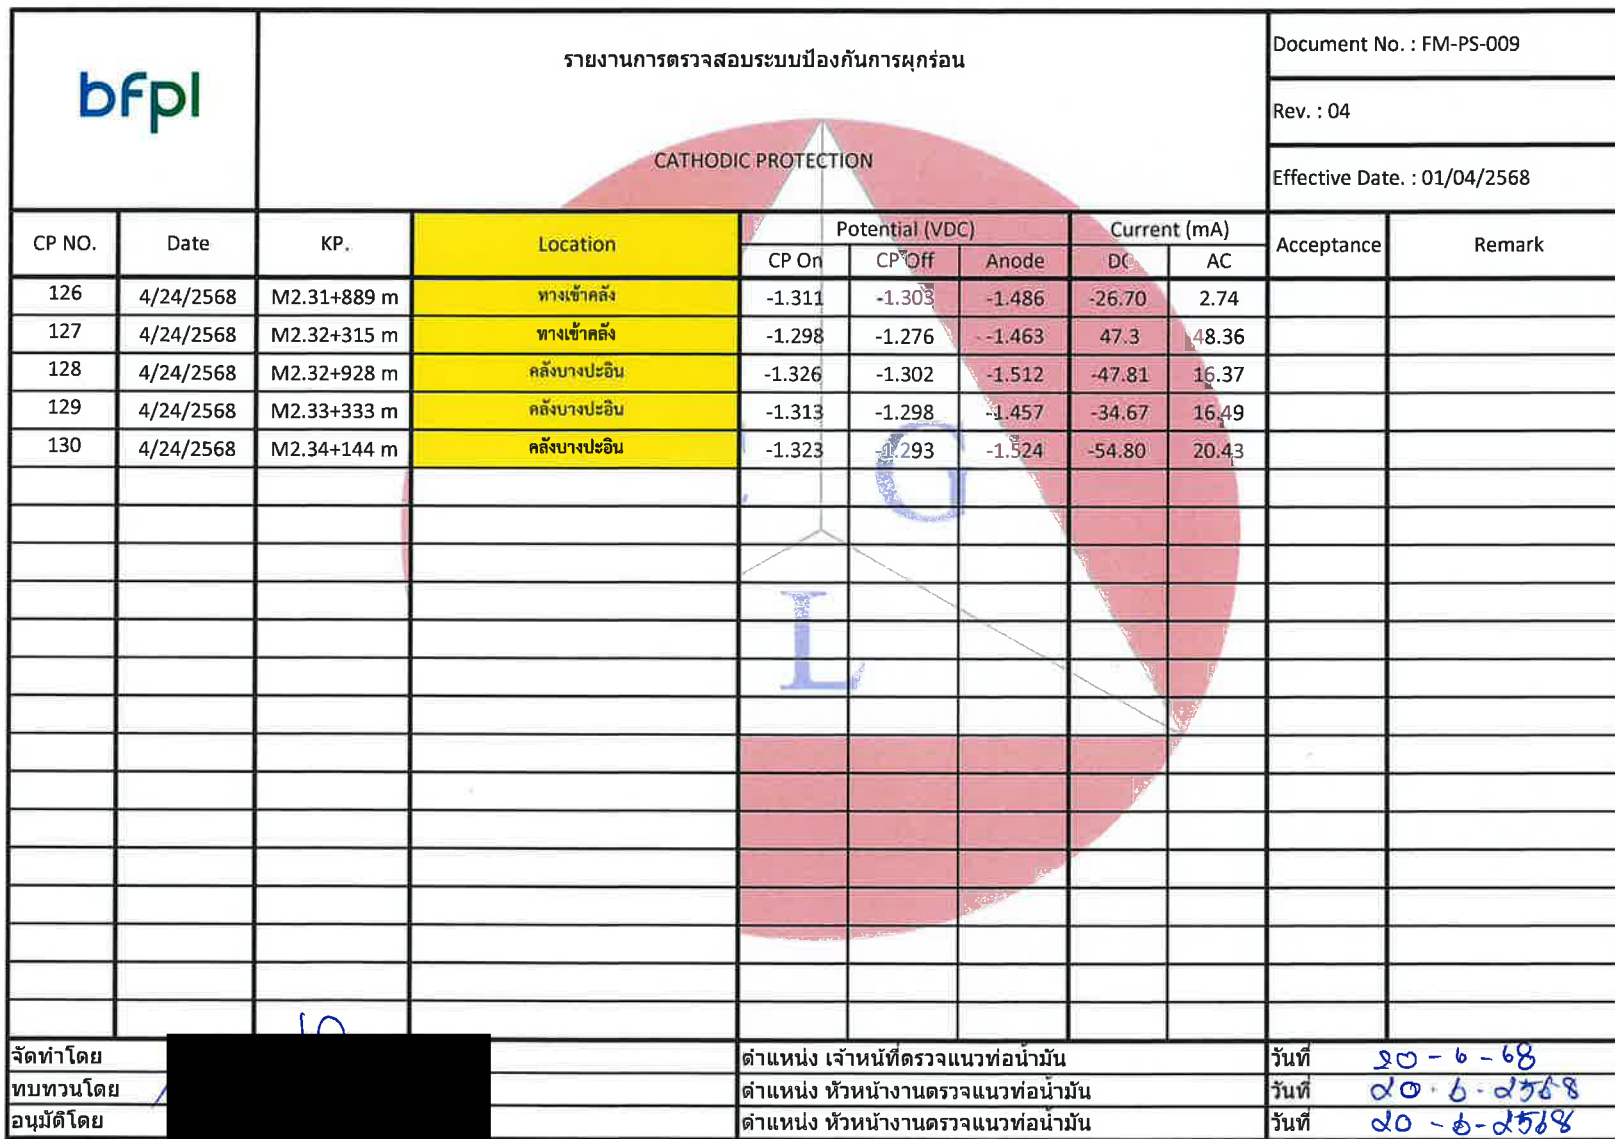 bfpl
รายงานการตรวจสอบระบบป้องกันการผุกร่อน
CATHODIC PROTECTION
Document No. : FM-PS-009
Rev. : 04
Effective Date. : 01/04/2568
CP NO. Date KP. Location Potential (VDC) Current (mA) Acceptance Remark
CP On CP Off Anode DC AC
126 4/24/2568 M2.31+889 m ทางเข้าคลัง -1.311 -1.303 -1.486 -26.70 2.74
127 4/24/2568 M2.32+315 m ทางเข้าคลัง -1.298 -1.276 -1.463 47.3 48.36
128 4/24/2568 M2.32+928 m คลังบางปะอิน -1.326 -1.302 -1.512 -47.81 16.37
129 4/24/2568 M2.33+333 m คลังบางปะอิน -1.313 -1.298 -1.457 -34.67 16.49
130 4/24/2568 M2.34+144 m คลังบางปะอิน -1.323 -1.293 -1.524 -54.80 20.43
G
L
จัดทำโดย ตำแหน่ง เจ้าหน้าที่ตรวจแนวท่อน้ำมัน วันที่ 20 - 6 - 68
ทบทวนโดย ตำแหน่ง หัวหน้างานตรวจแนวท่อน้ำมัน วันที่ 20 - 6 - 2568
อนุมัติโดย ตำแหน่ง หัวหน้างานตรวจแนวท่อน้ำมัน วันที่ 20 - 6 - 2568